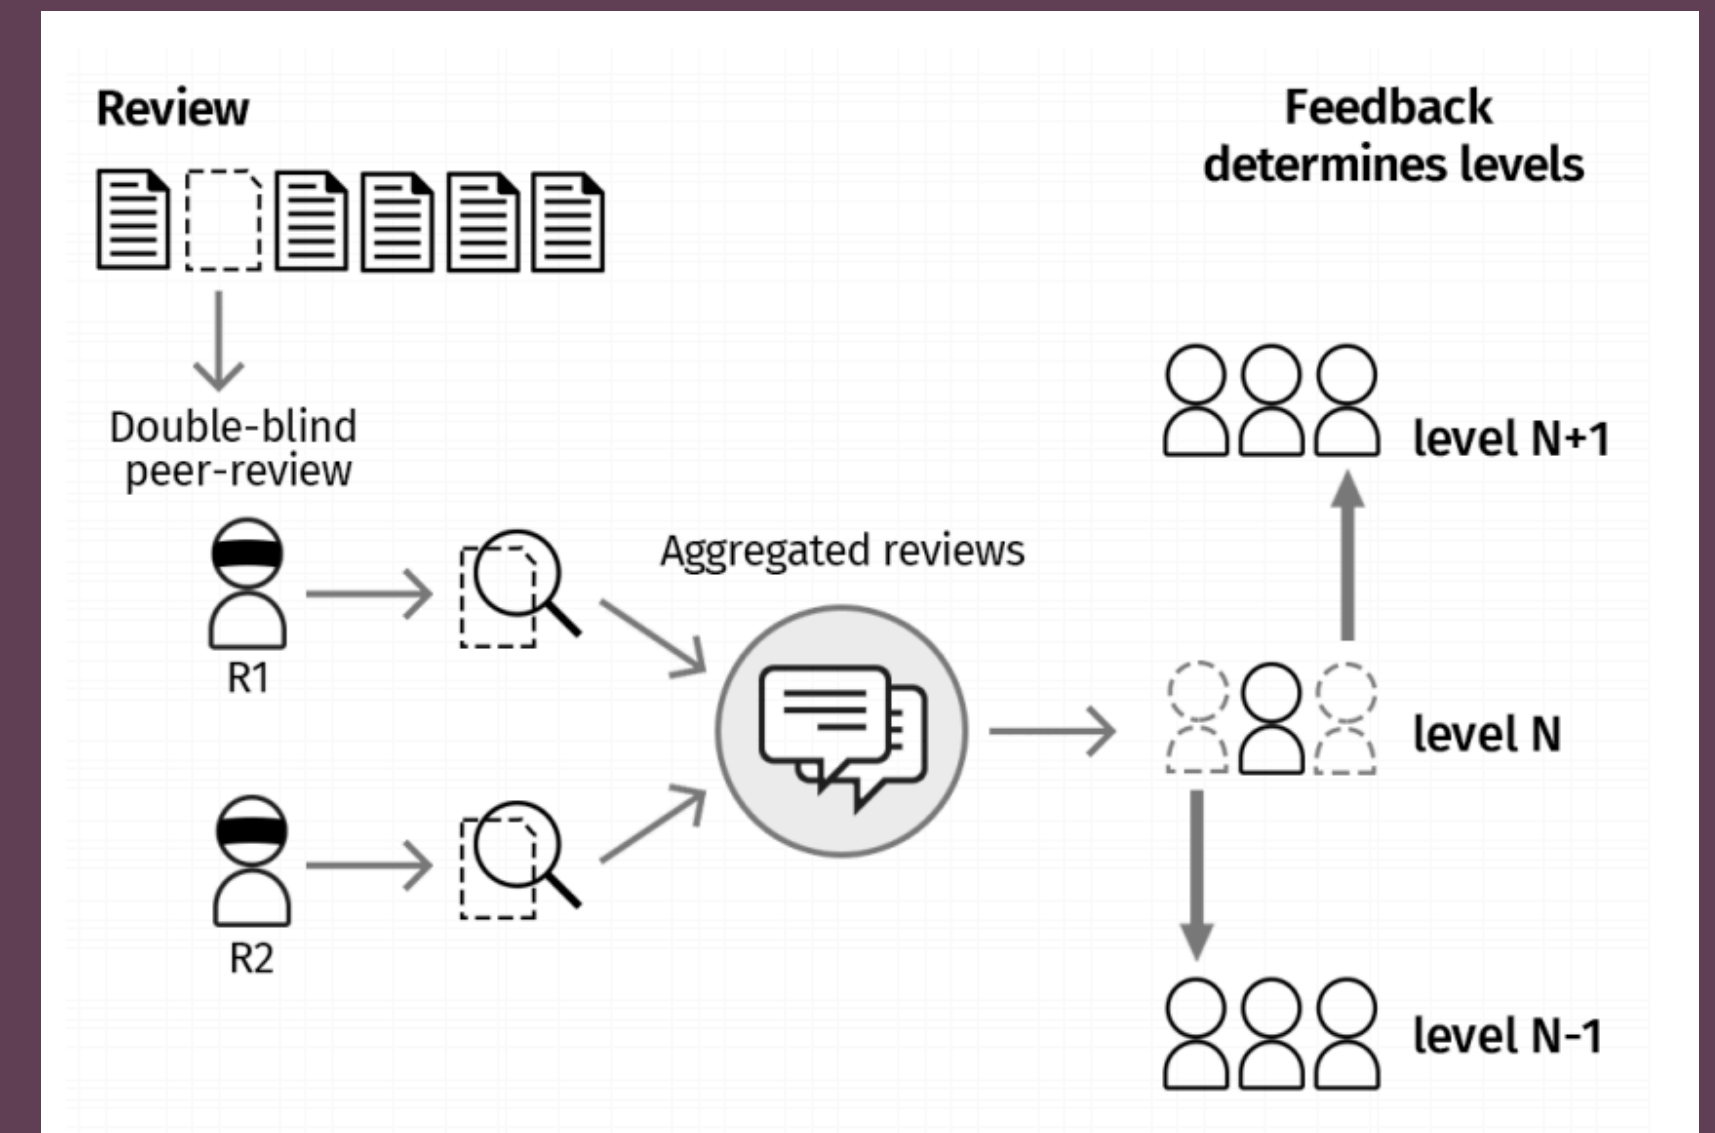 Review
Feedback
determines levels
Double-blind
peer-review
R1
R2
Aggregated reviews
level N+1
level N
level N-1